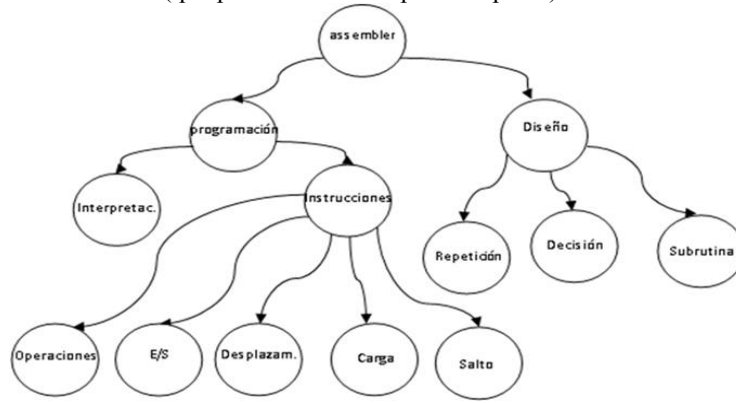 assembler
programación
Diseño
Interpretac.
Instrucciones
Repetición
Decisión
Subrutina
Operaciones
E/S
Desplazam.
Carga
Salto